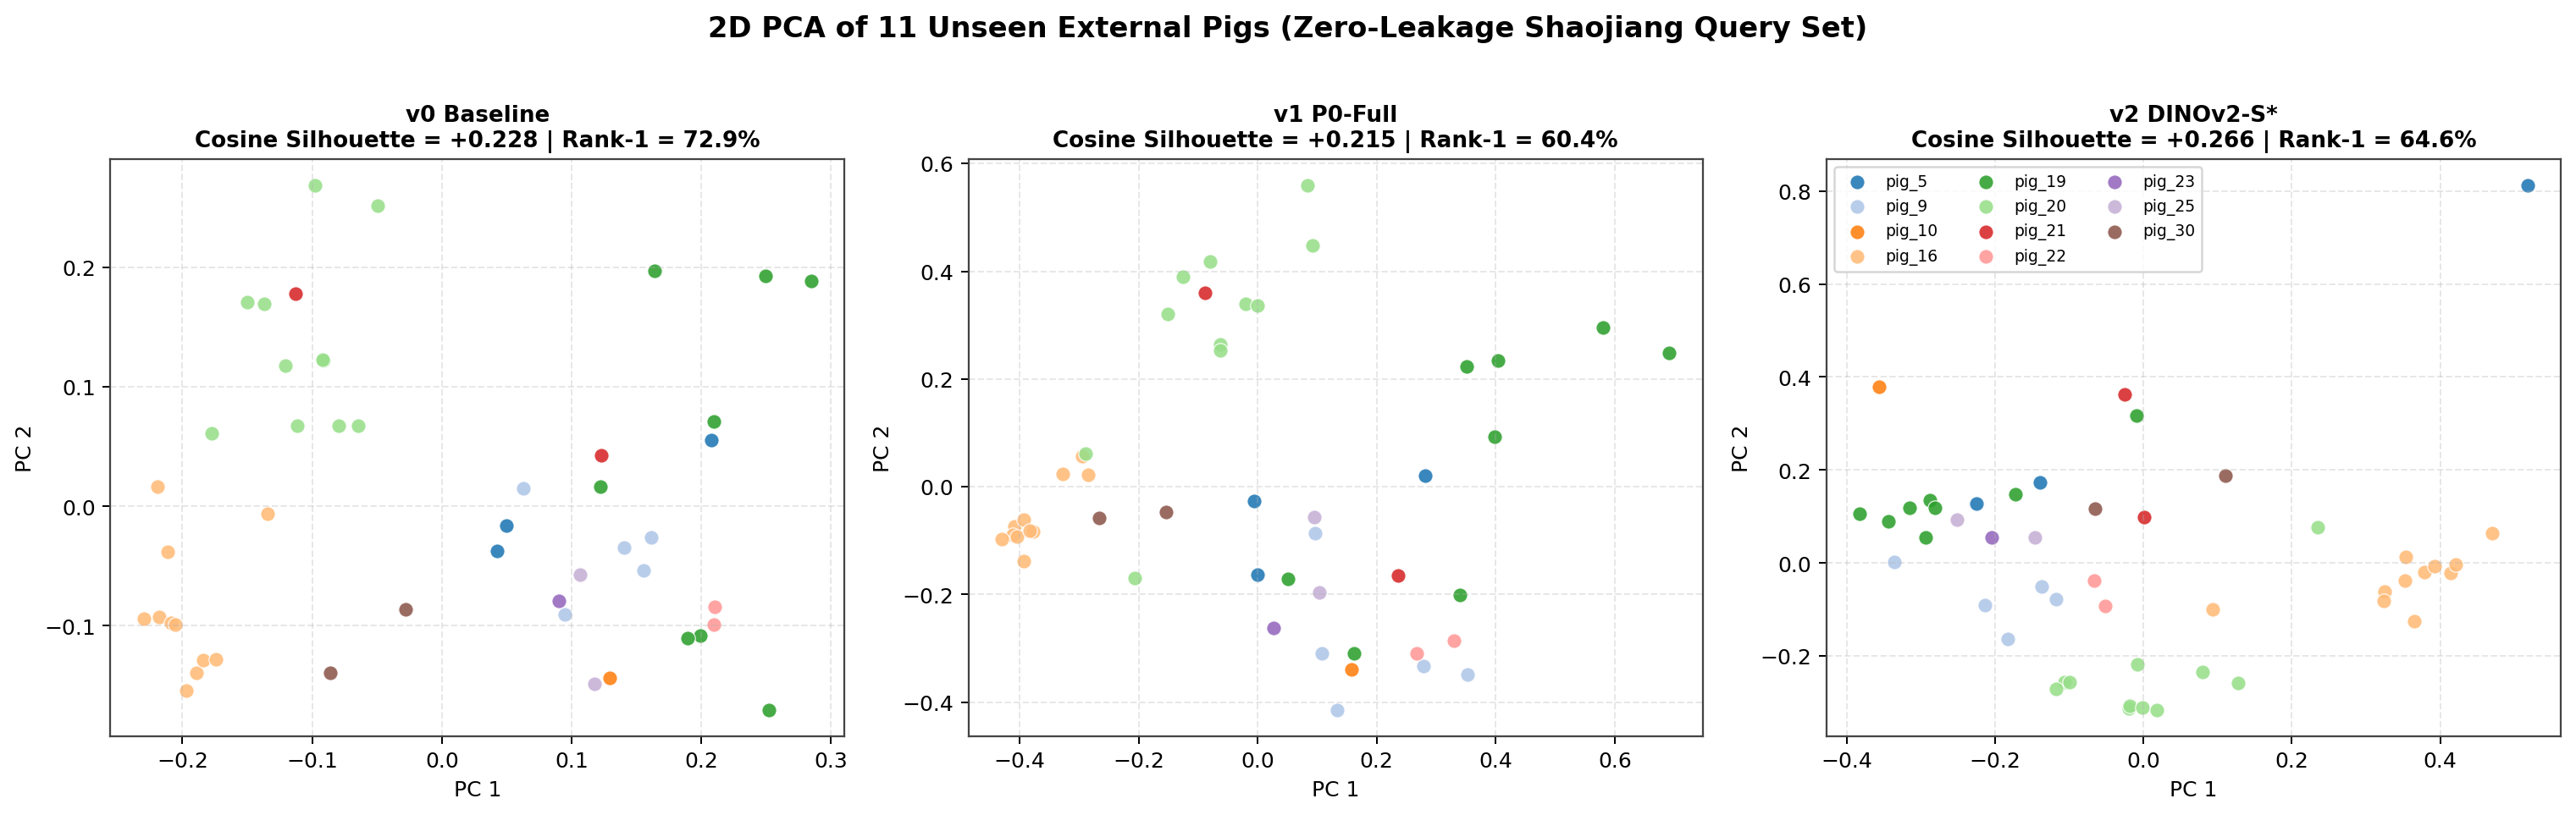 2D PCA of 11 Unseen External Pigs (Zero-Leakage Shaojiang Query Set)
v0 Baseline
Cosine Silhouette = +0.228 | Rank-1 = 72.9%
PC 2
0.2
0.1
0.0
−0.1
−0.2
−0.1
0.0
0.1
0.2
0.3
PC 1
v1 P0-Full
Cosine Silhouette = +0.215 | Rank-1 = 60.4%
PC 2
0.6
0.4
0.2
0.0
−0.2
−0.4
−0.4
−0.2
0.0
0.2
0.4
0.6
PC 1
v2 DINOv2-S*
Cosine Silhouette = +0.266 | Rank-1 = 64.6%
pig_5
pig_9
pig_10
pig_16
pig_19
pig_20
pig_21
pig_22
pig_23
pig_25
pig_30
PC 2
0.8
0.6
0.4
0.2
0.0
−0.2
−0.4
−0.2
0.0
0.2
0.4
PC 1